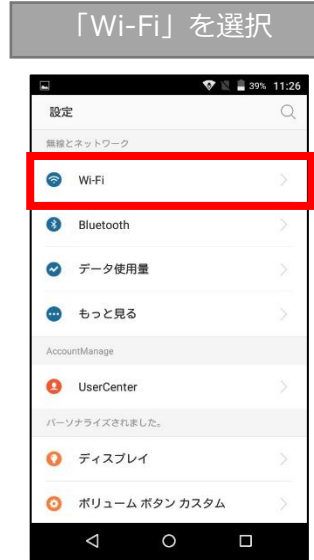 「Wi-Fi」を選択
39% 11:26
設定
無線とネットワーク
Wi-Fi
Bluetooth
データ使用量
もっと見る
AccountManage
UserCenter
パーソナライズされました。
ディスプレイ
ボリューム ボタン カスタム